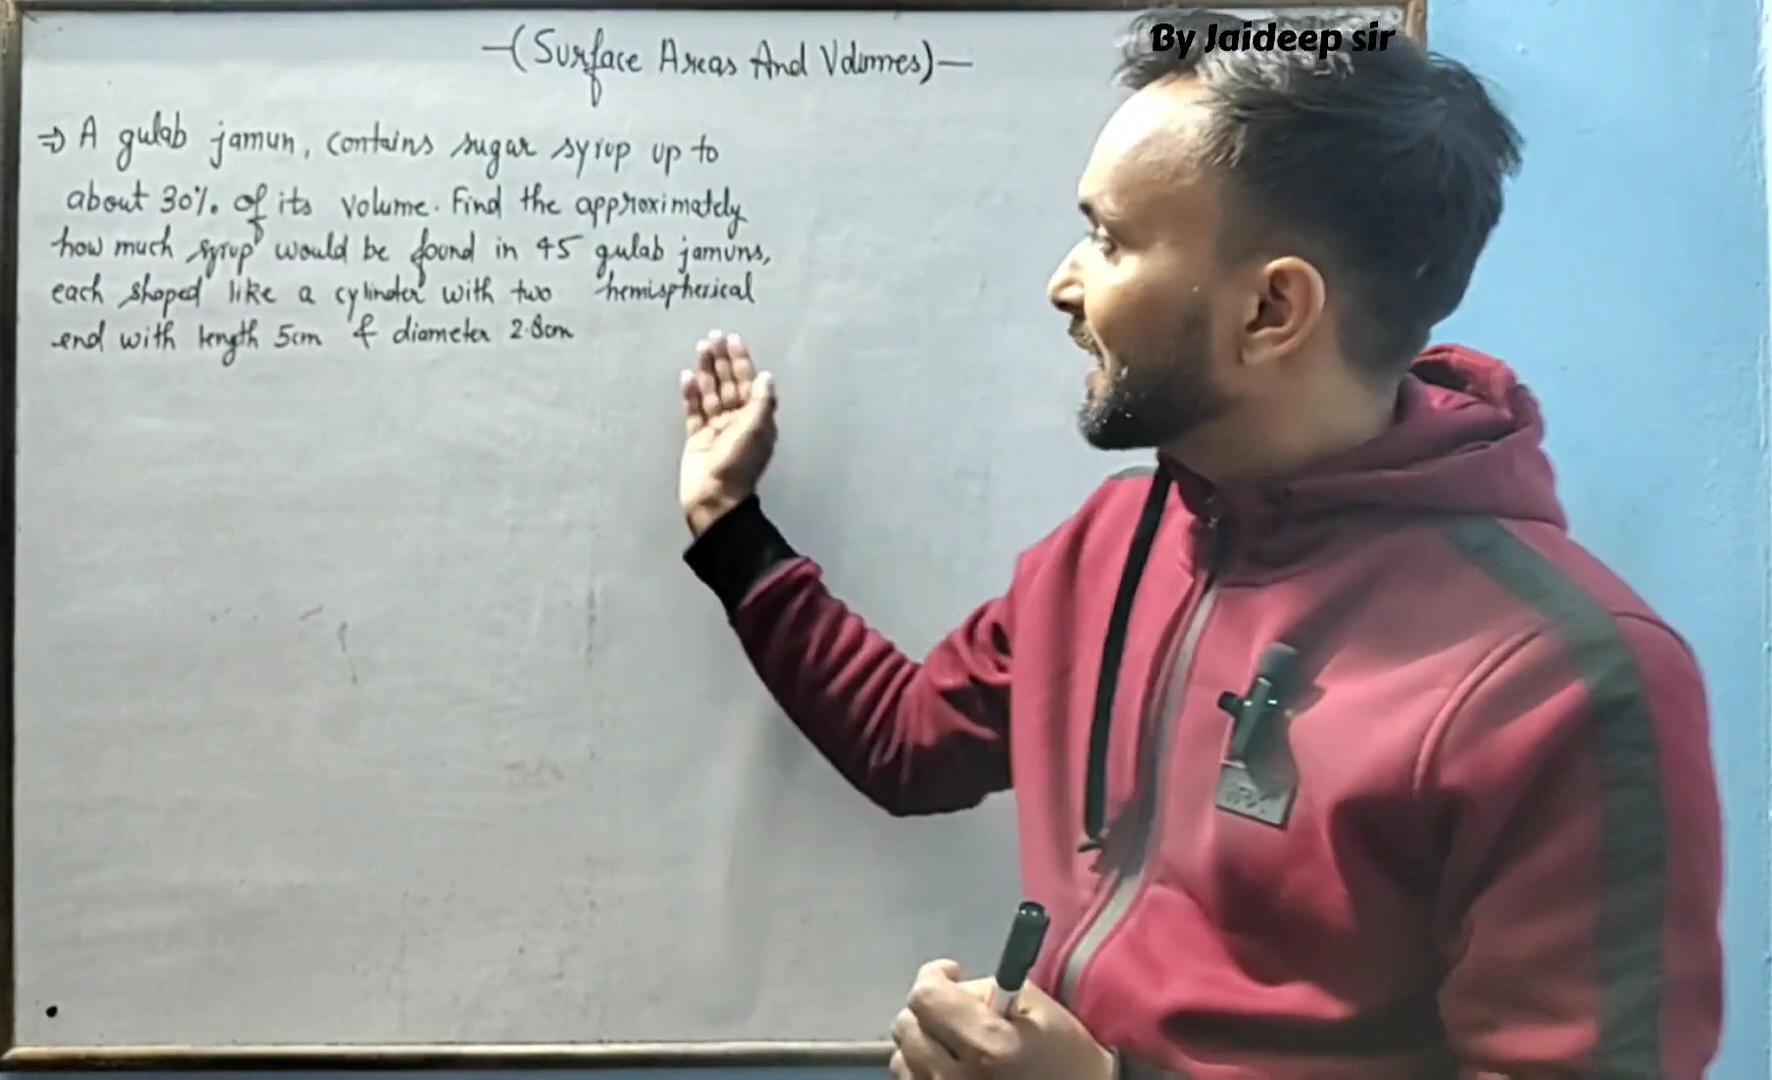 By Jaideep sir
-(Surface Areas And Volumes)-
⇒ A gulab jamun, contains sugar syrup up to
about 30% of its volume. Find the approximately
how much syrup would be found in 45 gulab jamuns,
each shaped like a cylinder with two hemispherical
end with length 5cm & diameter 2.8cm